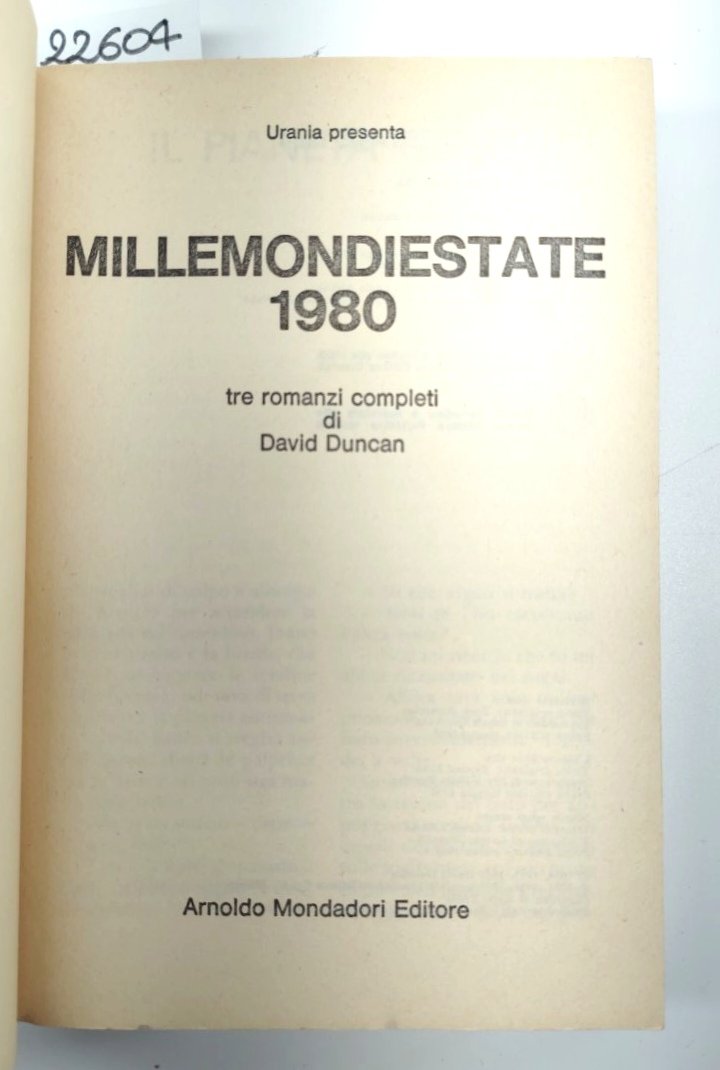 22604
Urania presenta
MILLEMONDIESTATE
1980
tre romanzi completi
di
David Duncan
Arnoldo Mondadori Editore